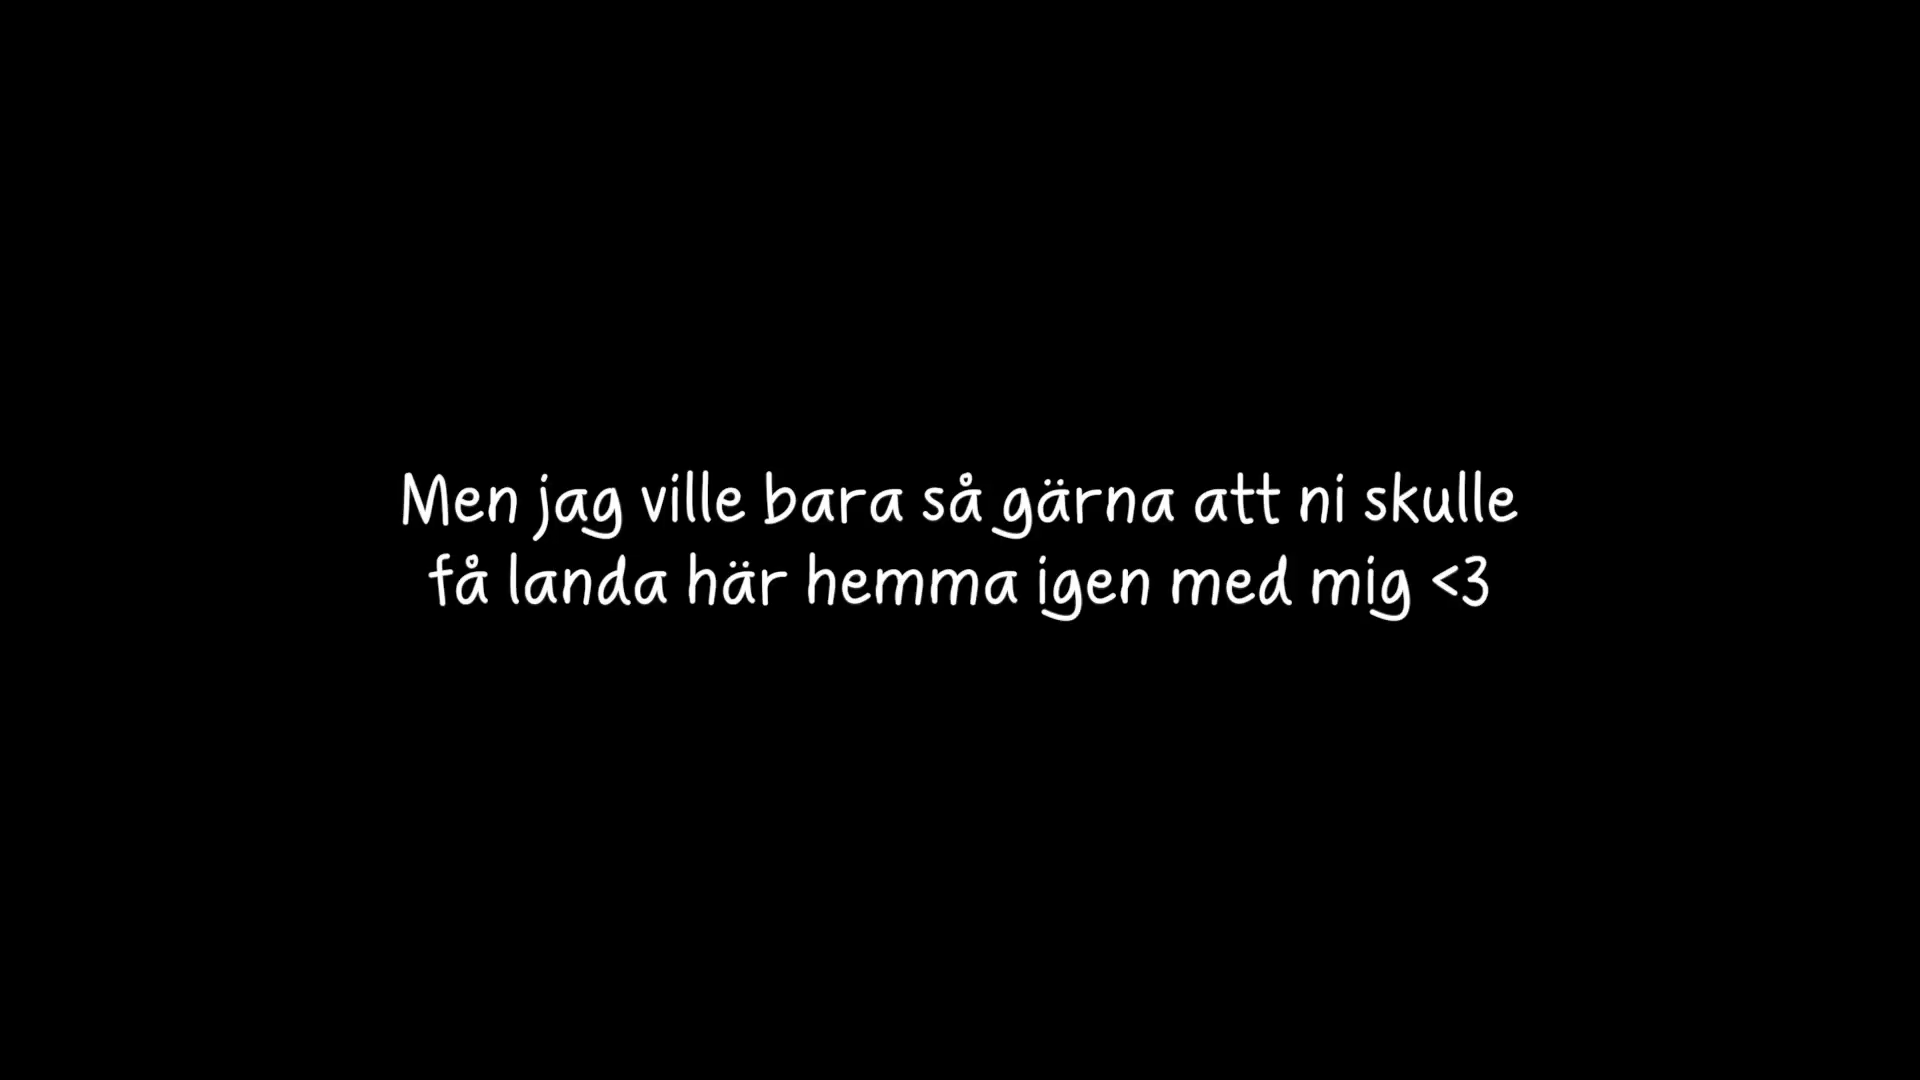 Men jag ville bara så gärna att ni skulle
få landa här hemma igen med mig <3